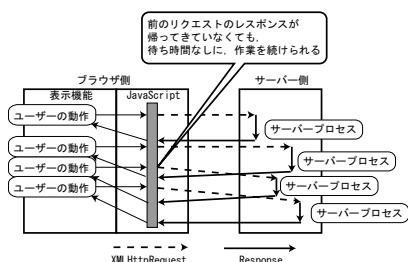 前のリクエストのレスポンスが
帰ってきていなくても，
待ち時間なしに，作業を続けられる
ブラウザ側
サーバー側
表示機能
JavaScript
ユーザーの動作
サーバープロセス
ユーザーの動作
サーバープロセス
ユーザーの動作
サーバープロセス
ユーザーの動作
サーバープロセス
XMLHttpRequest
Response